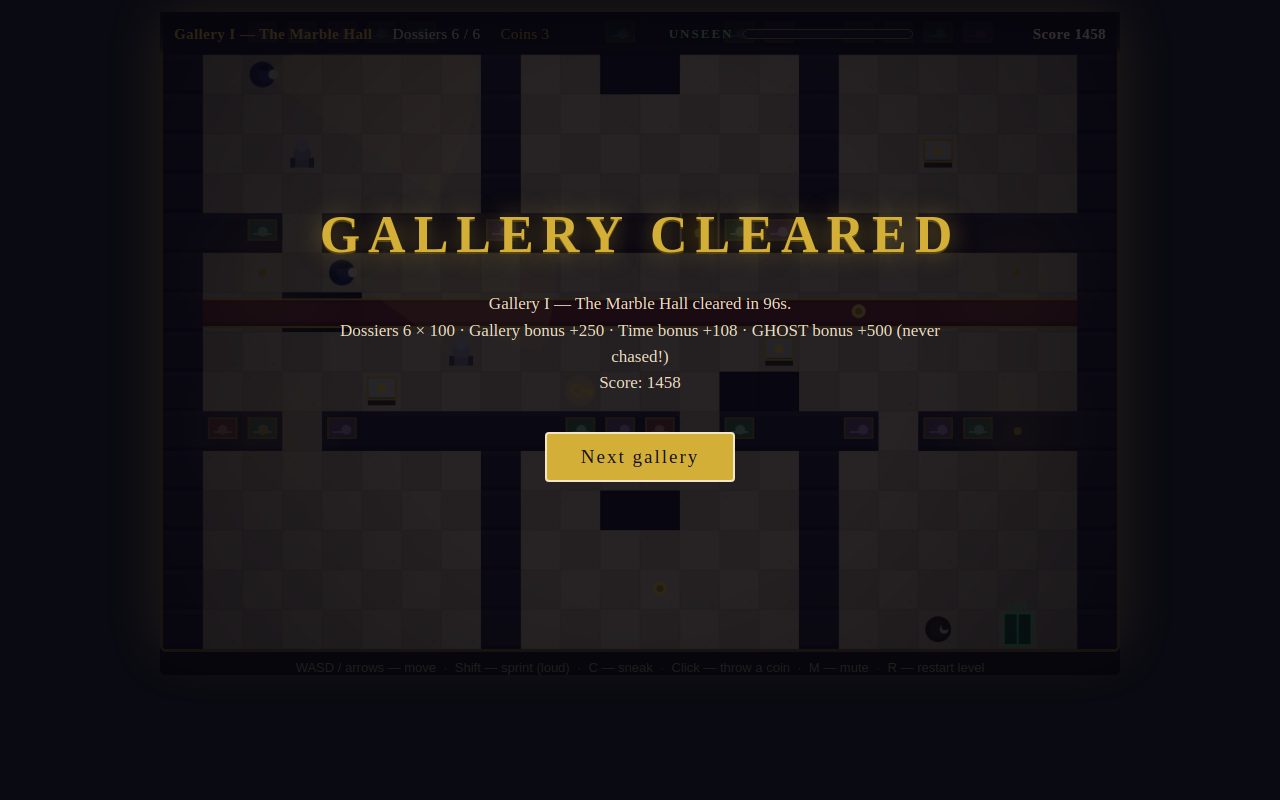 Gallery I — The Marble Hall Dossiers 6 / 6 Coins 3 UNSEEN Score 1458
GALLERY CLEARED
Gallery I — The Marble Hall cleared in 96s.
Dossiers 6 × 100 · Gallery bonus +250 · Time bonus +108 · GHOST bonus +500 (never
chased!)
Score: 1458
Next gallery
WASD / arrows — move · Shift — sprint (loud) · C — sneak · Click — throw a coin · M — mute · R — restart level